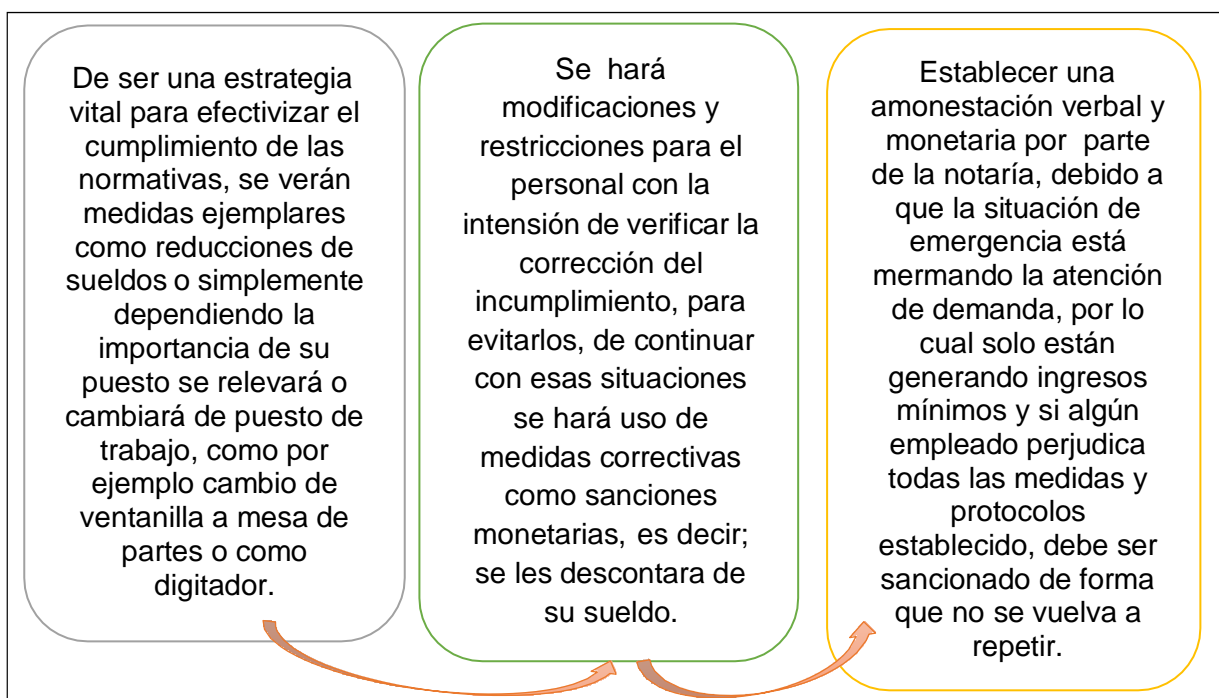 De ser una estrategia
vital para efectivizar el
cumplimiento de las
normativas, se verán
medidas ejemplares
como reducciones de
sueldos o simplemente
dependiendo la
importancia de su
puesto se relevará o
cambiará de puesto de
trabajo, como por
ejemplo cambio de
ventanilla a mesa de
partes o como
digitador.
Se hará
modificaciones y
restricciones para el
personal con la
intensión de verificar la
corrección del
incumplimiento, para
evitarlos, de continuar
con esas situaciones
se hará uso de
medidas correctivas
como sanciones
monetarias, es decir;
se les descontara de
su sueldo.
Establecer una
amonestación verbal y
monetaria por parte
de la notaría, debido a
que la situación de
emergencia está
mermando la atención
de demanda, por lo
cual solo están
generando ingresos
mínimos y si algún
empleado perjudica
todas las medidas y
protocolos
establecido, debe ser
sancionado de forma
que no se vuelva a
repetir.